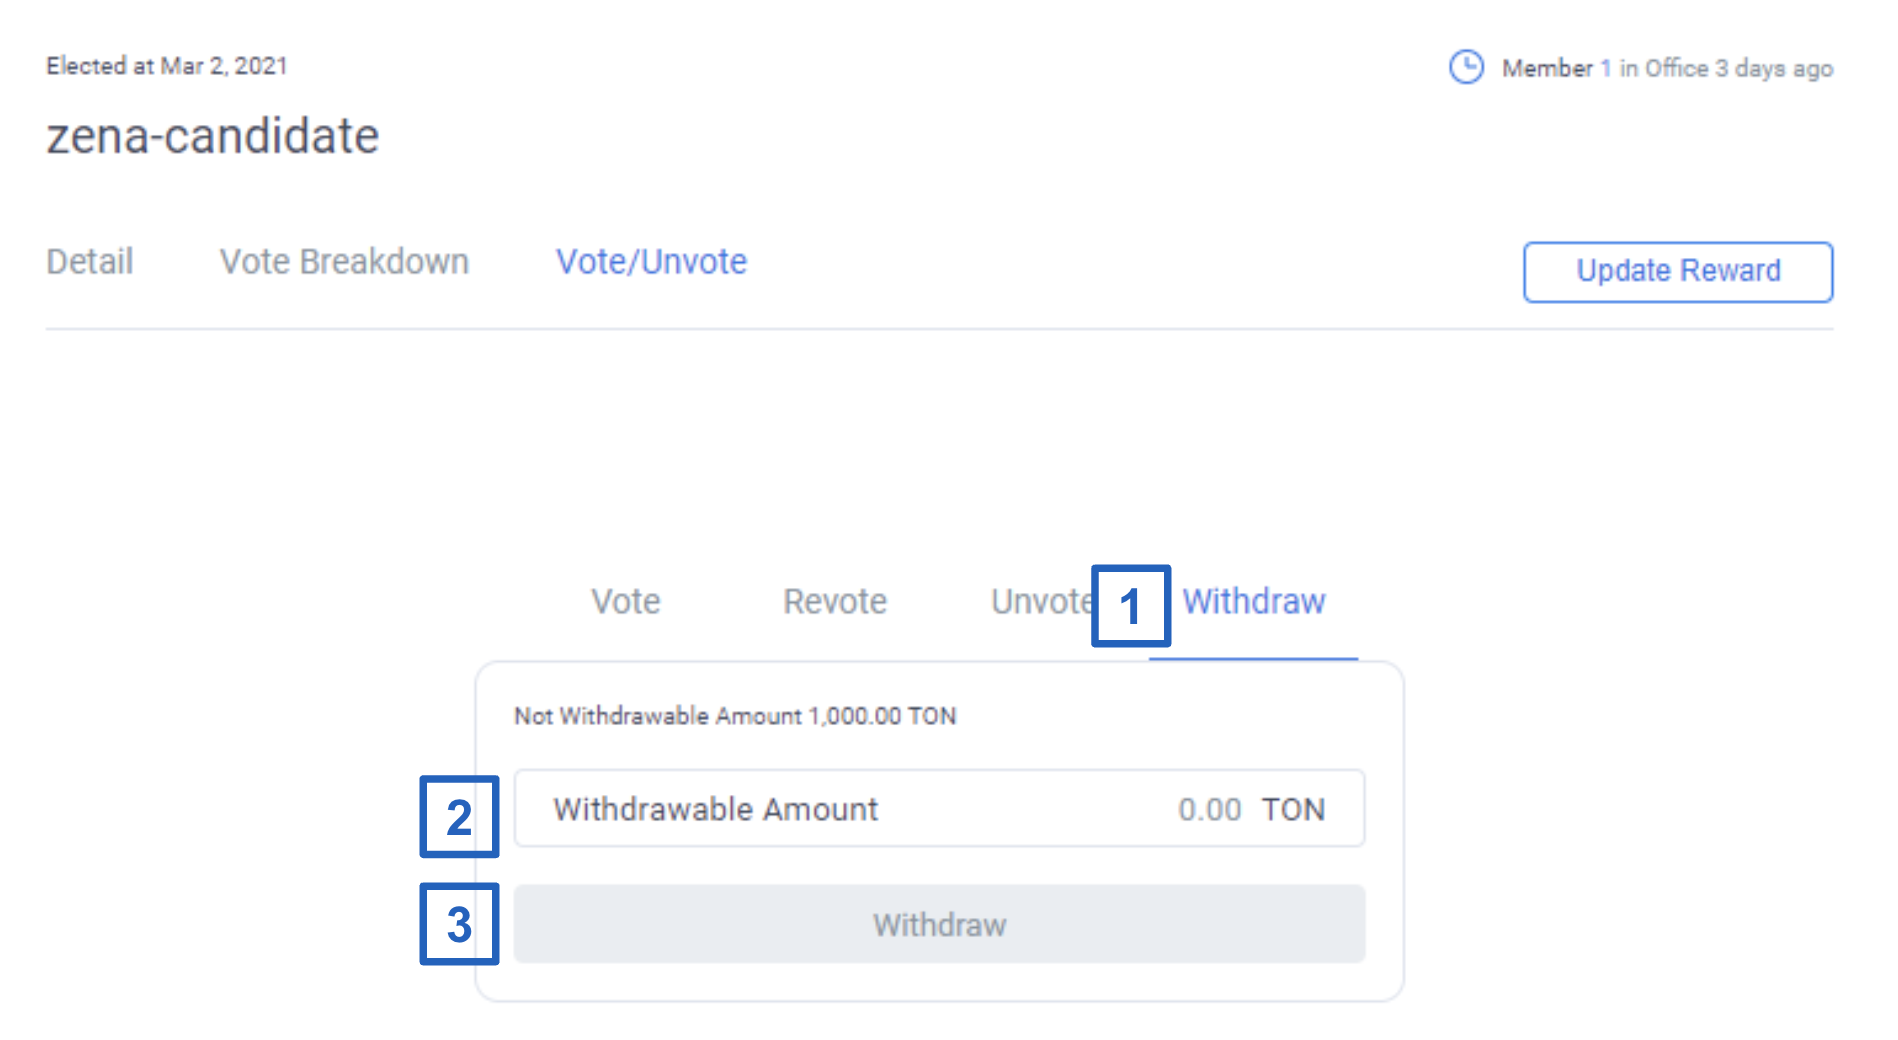 Elected at Mar 2, 2021
Member 1 in Office 3 days ago
zena-candidate
Detail Vote Breakdown Vote/Unvote Update Reward
Vote Revote Unvote 1 Withdraw
Not Withdrawable Amount 1,000.00 TON
2 Withdrawable Amount 0.00 TON
3 Withdraw